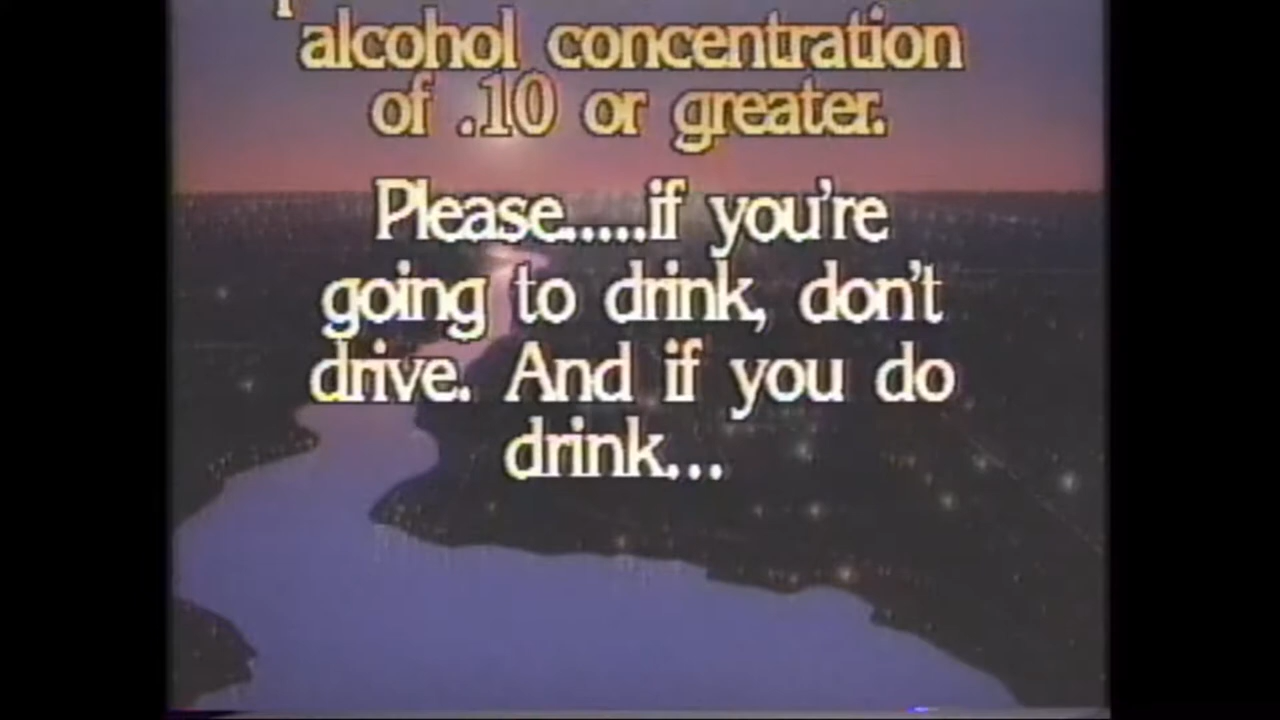 alcohol concentration
of .10 or greater.
Please.....if you're
going to drink, don't
drive. And if you do
drink...